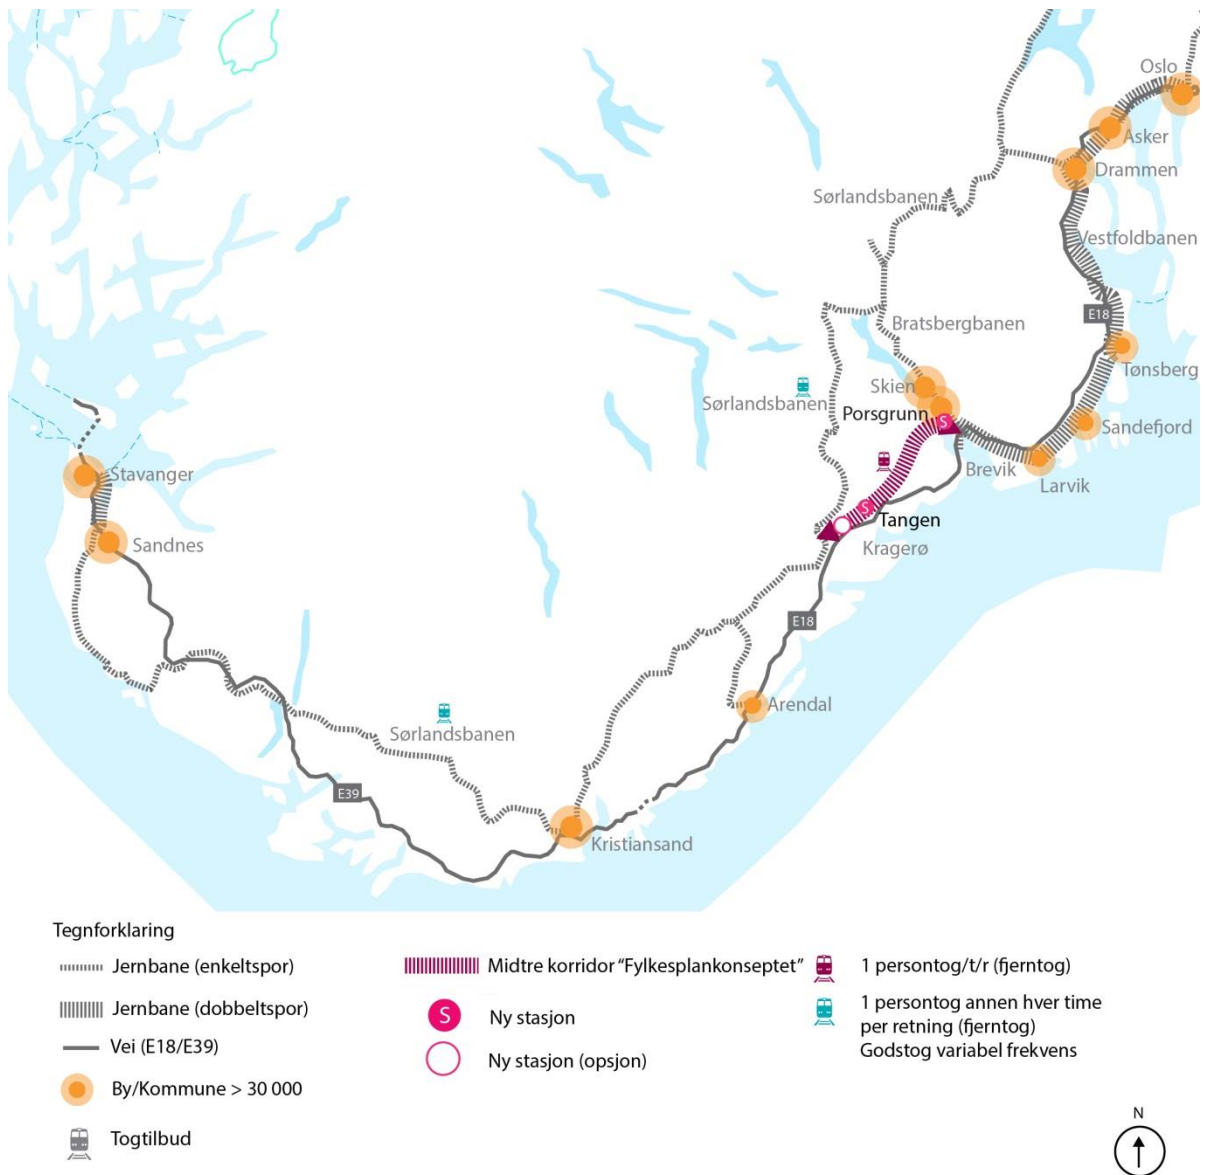 Oslo
Asker
Drammen
Sørlandsbanen
Vestfoldbanen
E18
Bratsbergbanen
Tønsberg
Skien
Sørlandsbanen
Porsgrunn
S
Sandefjord
Brevik
Larvik
Stavanger
S
Tangen
Sandnes
Kragerø
E18
Arendal
Sørlandsbanen
E39
Kristiansand
Tegnforklaring
Jernbane (enkeltspor)
Jernbane (dobbeltspor)
Vei (E18/E39)
By/Kommune > 30 000
Togtilbud
Midtre korridor "Fylkesplankonseptet"
S Ny stasjon
Ny stasjon (opsjon)
1 persontog/t/r (fjerntog)
1 persontog annen hver time
per retning (fjerntog)
Godstog variabel frekvens
N